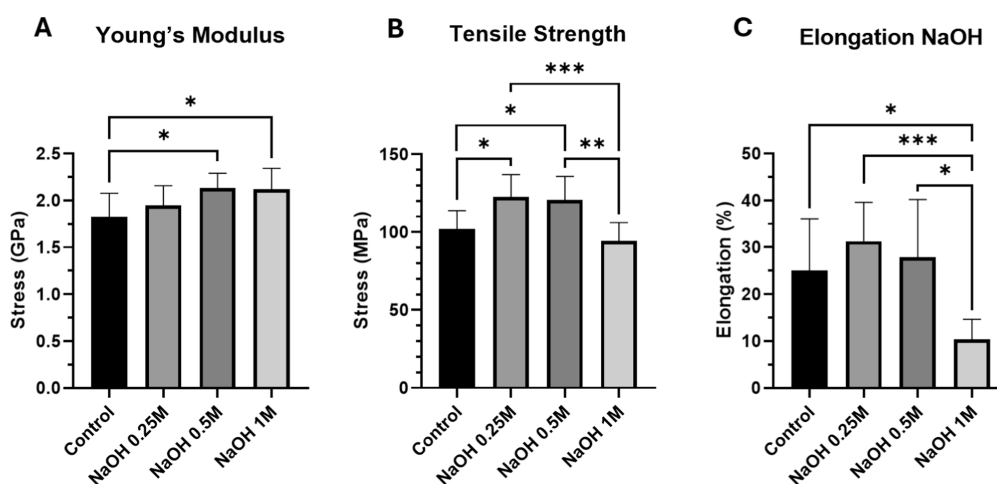 A Young's Modulus
* 
*
Stress (GPa)
2.5
2.0
1.5
1.0
0.5
0.0
Control
NaOH 0.25M
NaOH 0.5M
NaOH 1M
B Tensile Strength
***
*
* **
Stress (MPa)
150
100
50
0
Control
NaOH 0.25M
NaOH 0.5M
NaOH 1M
C Elongation NaOH
*
***
*
Elongation (%)
50
40
30
20
10
0
Control
NaOH 0.25M
NaOH 0.5M
NaOH 1M